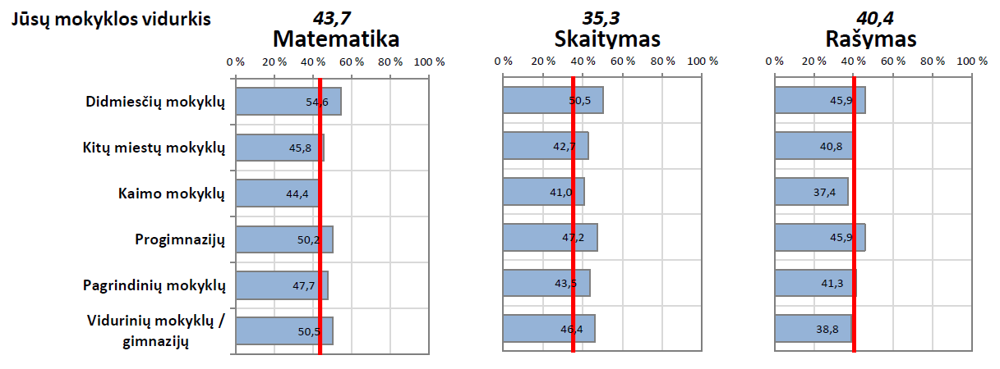 Jūsų mokyklos vidurkis 43,7 35,3 40,4
Matematika Skaitymas Rašymas
0 % 20 % 40 % 60 % 80 % 100 % 0 % 20 % 40 % 60 % 80 % 100 % 0 % 20 % 40 % 60 % 80 % 100 %
Didmiesčių mokyklų 54,6 50,5 45,9
Kitų miestų mokyklų 45,8 42,7 40,8
Kaimo mokyklų 44,4 41,0 37,4
Progimnazijų 50,2 47,2 45,9
Pagrindinių mokyklų 47,7 43,5 41,3
Vidurinių mokyklų /
gimnazijų 50,5 46,4 38,8